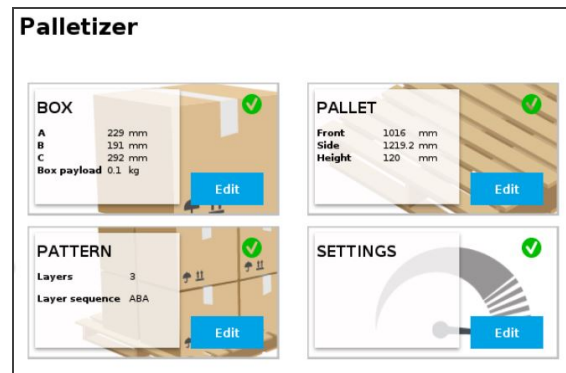 Palletizer
BOX
A 229 mm
B 191 mm
C 292 mm
Box payload 0.1 kg
Edit
PALLET
Front 1016 mm
Side 1219.2 mm
Height 120 mm
Edit
PATTERN
Layers 3
Layer sequence ABA
Edit
SETTINGS
Edit